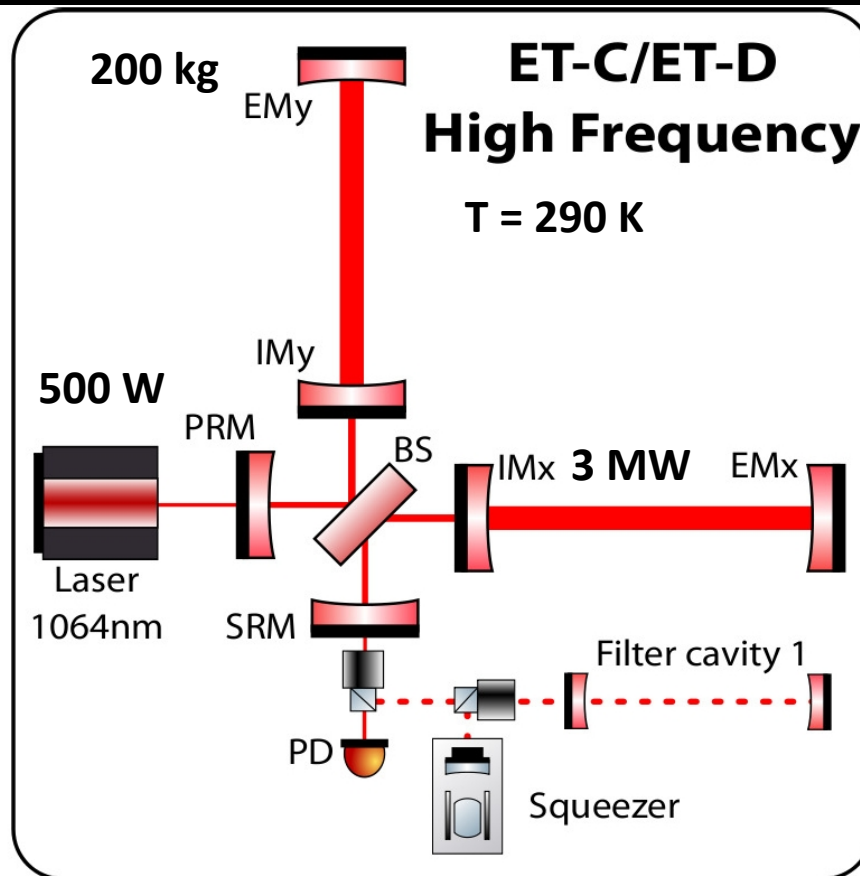 200 kg
ET-C/ET-D
High Frequency
EMy
T = 290 K
IMy
500 W
PRM
BS
IMx
3 MW
EMx
Laser
1064nm
SRM
Filter cavity 1
PD
Squeezer